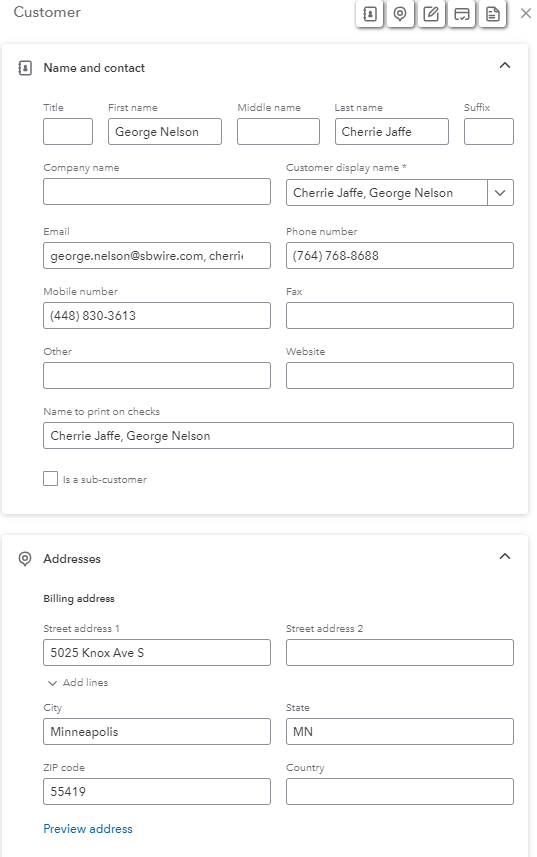 Customer
Name and contact
Title First name Middle name Last name Suffix
George Nelson Cherrie Jaffe
Company name Customer display name *
Cherrie Jaffe, George Nelson
Email Phone number
george.nelson@sbwire.com, cherri (764) 768-8688
Mobile number Fax
(448) 830-3613
Other Website
Name to print on checks
Cherrie Jaffe, George Nelson
Is a sub-customer
Addresses
Billing address
Street address 1 Street address 2
5025 Knox Ave S
Add lines
City State
Minneapolis MN
ZIP code Country
55419
Preview address